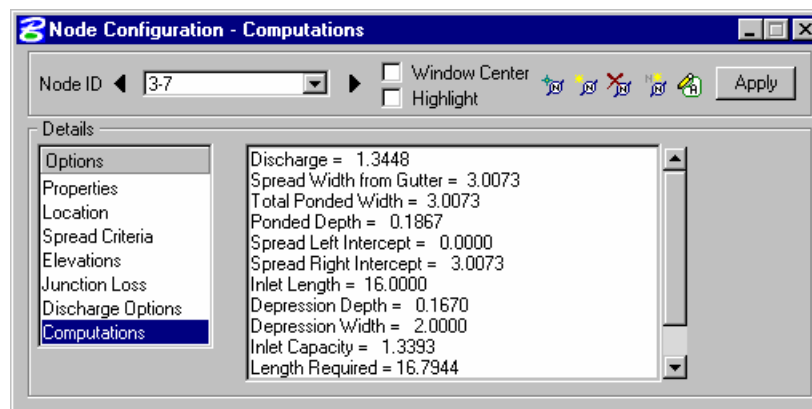 Node Configuration - Computations
Node ID 3-7 Window Center Apply
Highlight
Details
Options
Properties
Location
Spread Criteria
Elevations
Junction Loss
Discharge Options
Computations
Discharge = 1.3448
Spread Width from Gutter = 3.0073
Total Ponded Width = 3.0073
Ponded Depth = 0.1867
Spread Left Intercept = 0.0000
Spread Right Intercept = 3.0073
Inlet Length = 16.0000
Depression Depth = 0.1670
Depression Width = 2.0000
Inlet Capacity = 1.3393
Length Required = 16.7944